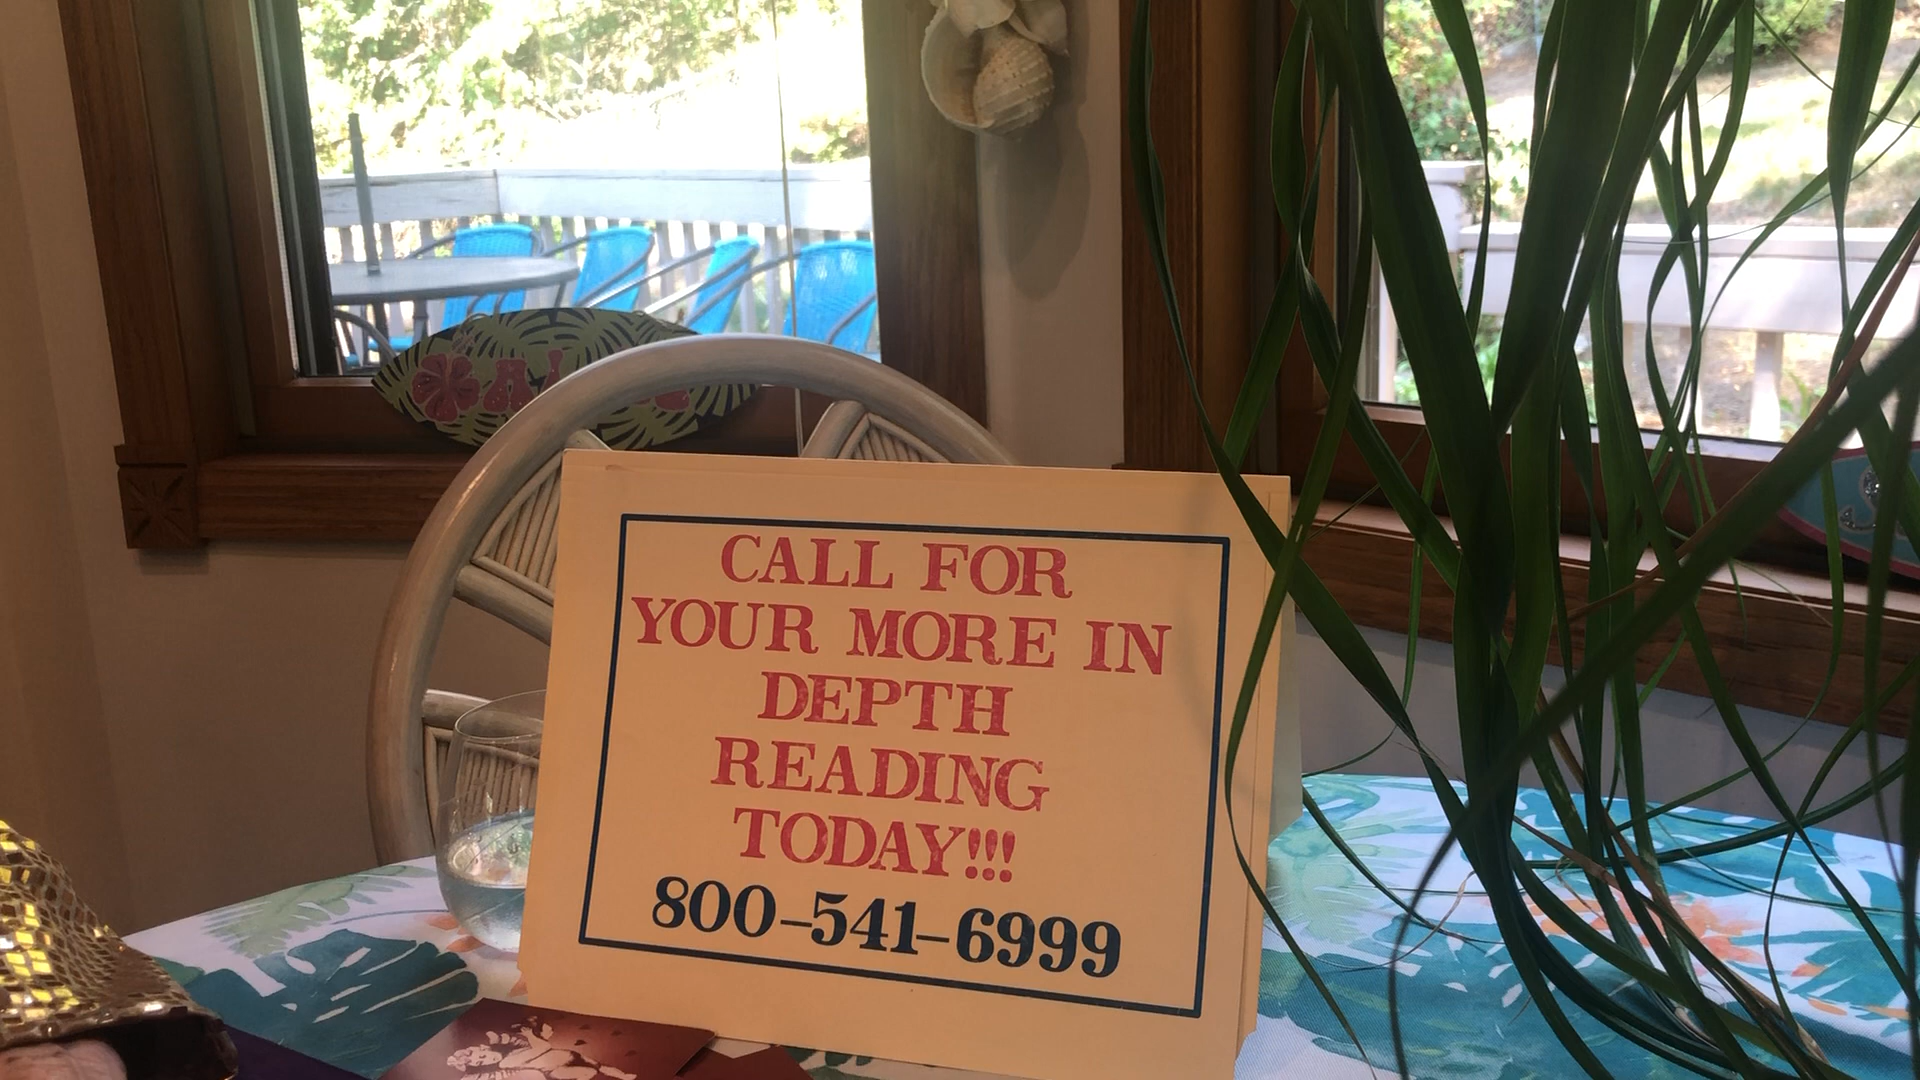 CALL FOR
YOUR MORE IN
DEPTH
READING
TODAY!!!
800-541-6999